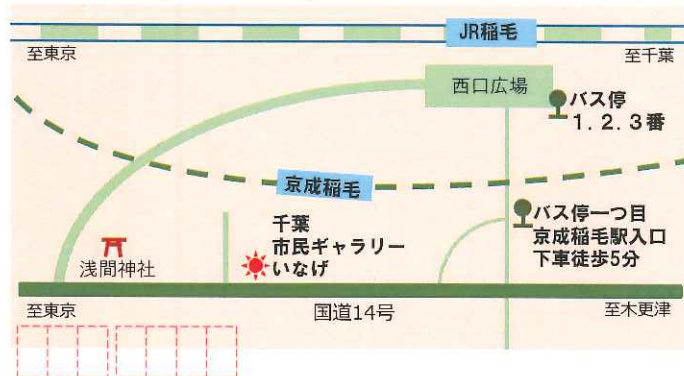 JR稲毛
至東京
至千葉
西口広場
バス停
1．2．3番
京成稲毛
バス停一つ目
京成稲毛駅入口
下車徒歩5分
千葉
市民ギャラリー
いなげ
浅間神社
至東京
国道14号
至木更津